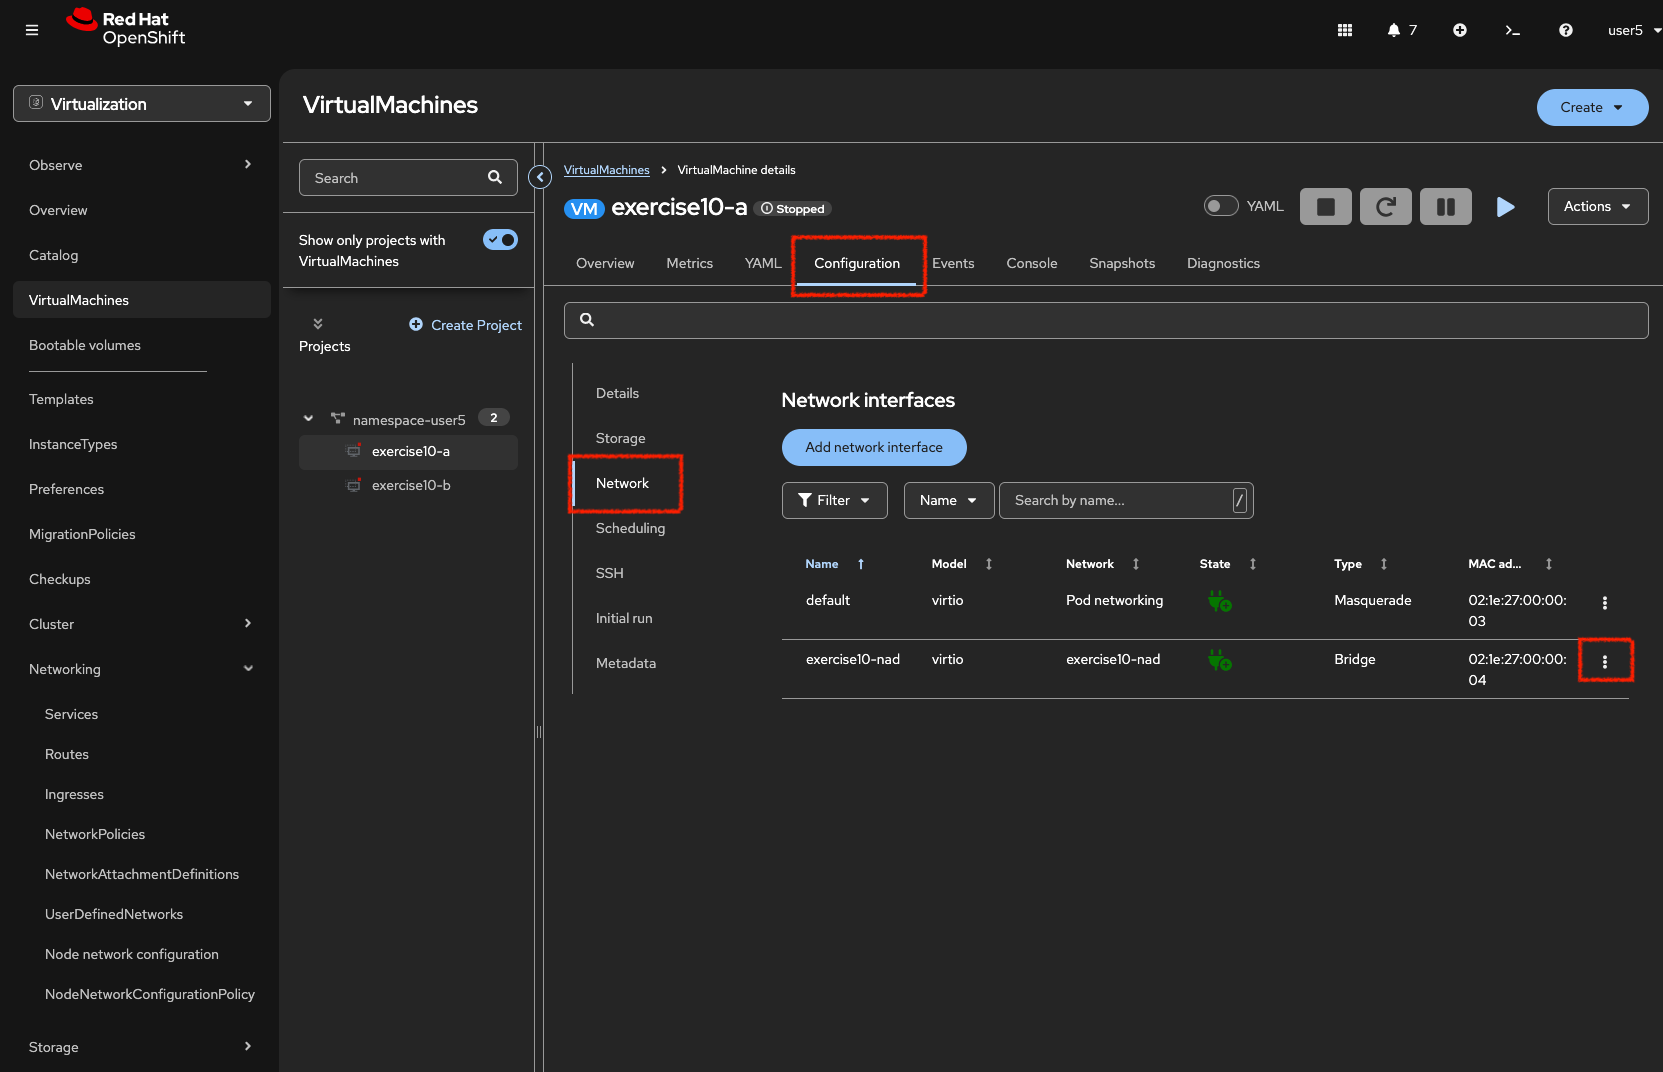 Red Hat
OpenShift
7
user5
Virtualization
Observe
Overview
Catalog
VirtualMachines
Bootable volumes
Templates
InstanceTypes
Preferences
MigrationPolicies
Checkups
Cluster
Networking
Services
Routes
Ingresses
NetworkPolicies
NetworkAttachmentDefinitions
UserDefinedNetworks
Node network configuration
NodeNetworkConfigurationPolicy
Storage
VirtualMachines
Create
Search
Show only projects with
VirtualMachines
Create Project
Projects
namespace-user5 2
exercise10-a
exercise10-b
VirtualMachines > VirtualMachine details
VM exercise10-a Stopped
YAML
Actions
Overview Metrics YAML Configuration Events Console Snapshots Diagnostics
Details
Storage
Network
Scheduling
SSH
Initial run
Metadata
Network interfaces
Add network interface
Filter Name Search by name... /
Name Model Network State Type MAC ad...
default virtio Pod networking Masquerade 02:1e:27:00:00:
03
exercise10-nad virtio exercise10-nad Bridge 02:1e:27:00:00:
04